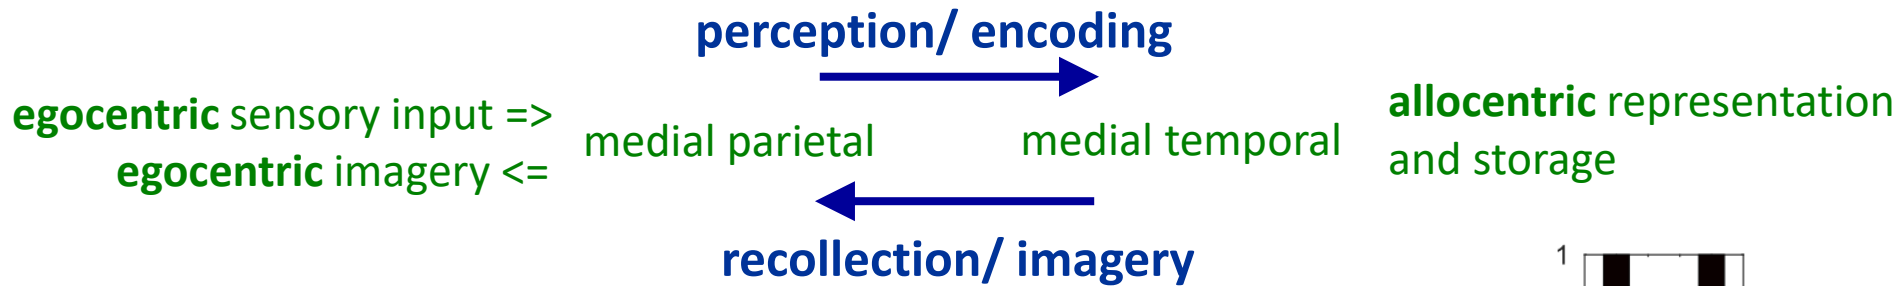 perception/ encoding
egocentric sensory input =>
egocentric imagery <=
medial parietal
medial temporal
allocentric representation
and storage
recollection/ imagery
1